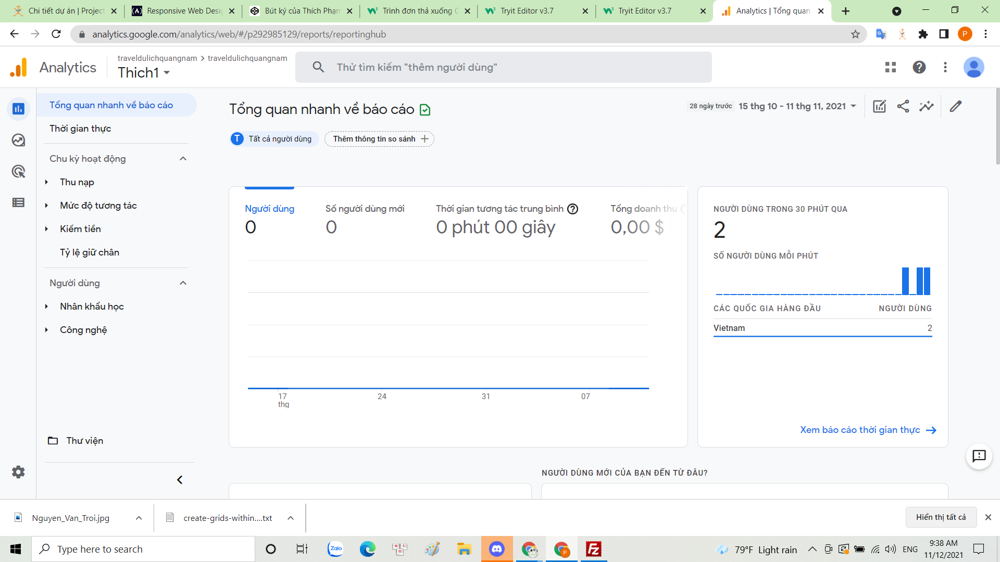 Chi tiết dự án | Project
Responsive Web Desig
Bút ký của Thích Phạm
Trình đơn thả xuống C
Tryit Editor v3.7
Tryit Editor v3.7
Analytics | Tổng quan
analytics.google.com/analytics/web/#/p292985129/reports/reportinghub
P
Analytics
traveldulichquangnam > traveldulichquangnam
Thich1
Thử tìm kiếm "thêm người dùng"
Tổng quan nhanh về báo cáo
Thời gian thực
Chu kỳ hoạt động
Thu nạp
Mức độ tương tác
Kiếm tiền
Tỷ lệ giữ chân
Người dùng
Nhân khẩu học
Công nghệ
Thư viện
Tổng quan nhanh về báo cáo
28 ngày trước
15 thg 10 - 11 thg 11, 2021
T
Tất cả người dùng
Thêm thông tin so sánh
Người dùng
0
Số người dùng mới
0
Thời gian tương tác trung bình
0 phút 00 giây
Tổng doanh thu
0,00 $
17
thg
24
31
07
NGƯỜI DÙNG TRONG 30 PHÚT QUA
2
SỐ NGƯỜI DÙNG MỖI PHÚT
CÁC QUỐC GIA HÀNG ĐẦU
NGƯỜI DÙNG
Vietnam
2
Xem báo cáo thời gian thực
NGƯỜI DÙNG MỚI CỦA BẠN ĐẾN TỪ ĐÂU?
Nguyen_Van_Troi.jpg
create-grids-within....txt
Hiển thị tất cả
Type here to search
Zalo
79°F Light rain
ENG
9:38 AM
11/12/2021